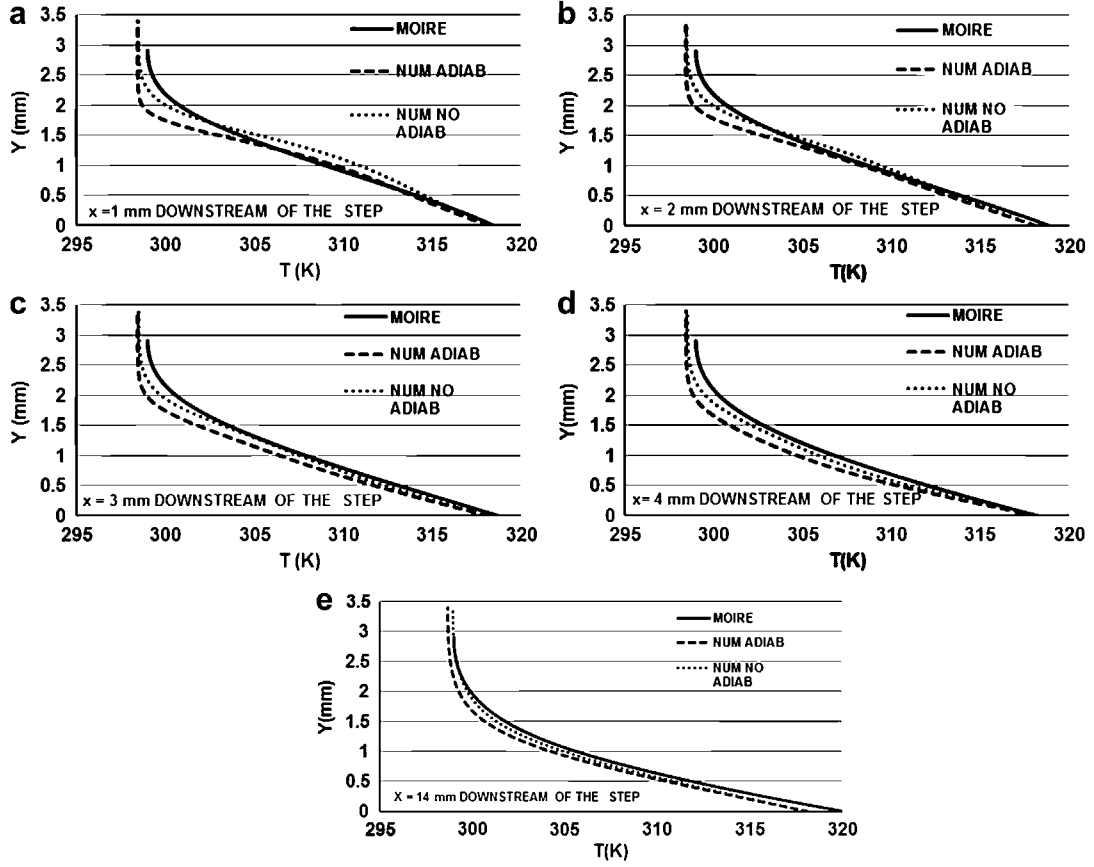 a
3.5
3
2.5
2
1.5
1
0.5
0
Y (mm)
MOIRE
NUM ADIAB
NUM NO
ADIAB
x =1 mm DOWNSTREAM OF THE STEP
295
300
305
310
315
320
T (K)
b
3.5
3
2.5
2
1.5
1
0.5
0
Y (mm)
MOIRE
NUM ADIAB
NUM NO
ADIAB
x = 2 mm DOWNSTREAM OF THE STEP
295
300
305
310
315
320
T(K)
c
3.5
3
2.5
2
1.5
1
0.5
0
Y (mm)
MOIRE
NUM ADIAB
NUM NO
ADIAB
x = 3 mm DOWNSTREAM OF THE STEP
295
300
305
310
315
320
T (K)
d
3.5
3
2.5
2
1.5
1
0.5
0
Y(mm)
MOIRE
NUM ADIAB
NUM NO
ADIAB
x= 4 mm DOWNSTREAM OF THE STEP
295
300
305
310
315
320
T(K)
e
3.5
3
2.5
2
1.5
1
0.5
0
Y(mm)
MOIRE
NUM ADIAB
NUM NO
ADIAB
X = 14 mm DOWNSTREAM OF THE STEP
295
300
305
310
315
320
T(K)